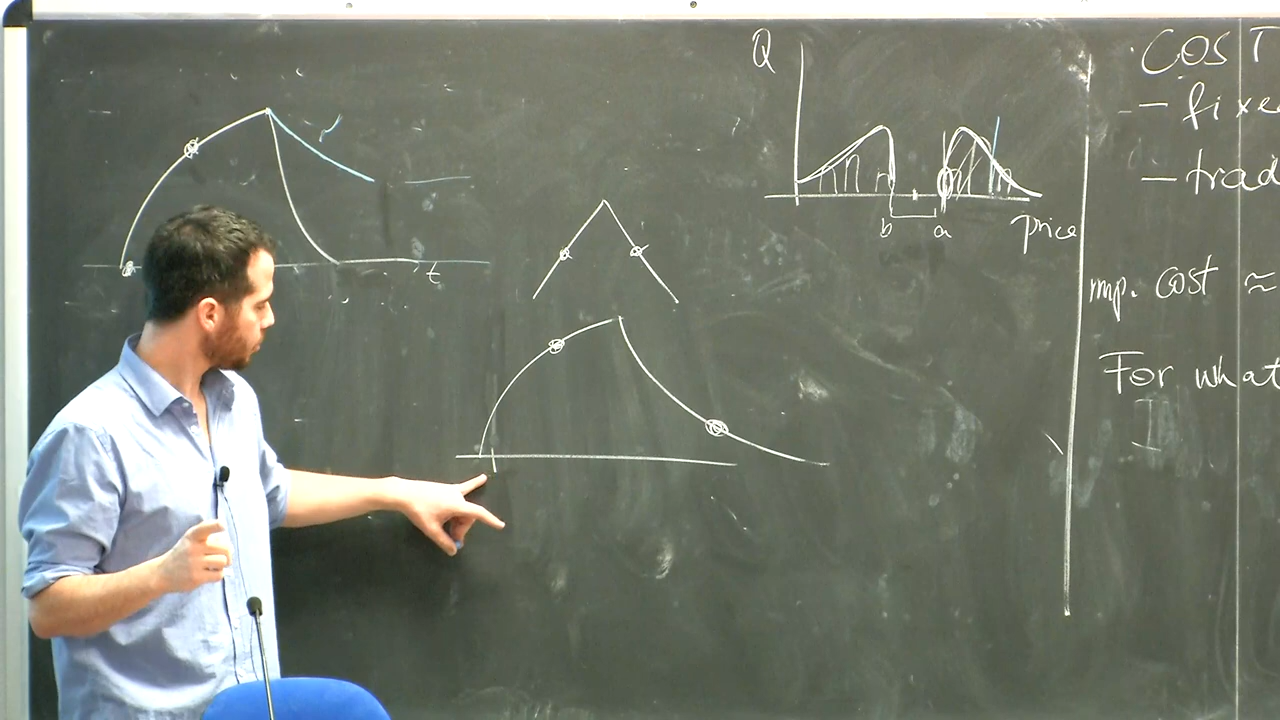 Q
b a price
t
COST
- fixe
- trad
mp. cost ≈
For what
I